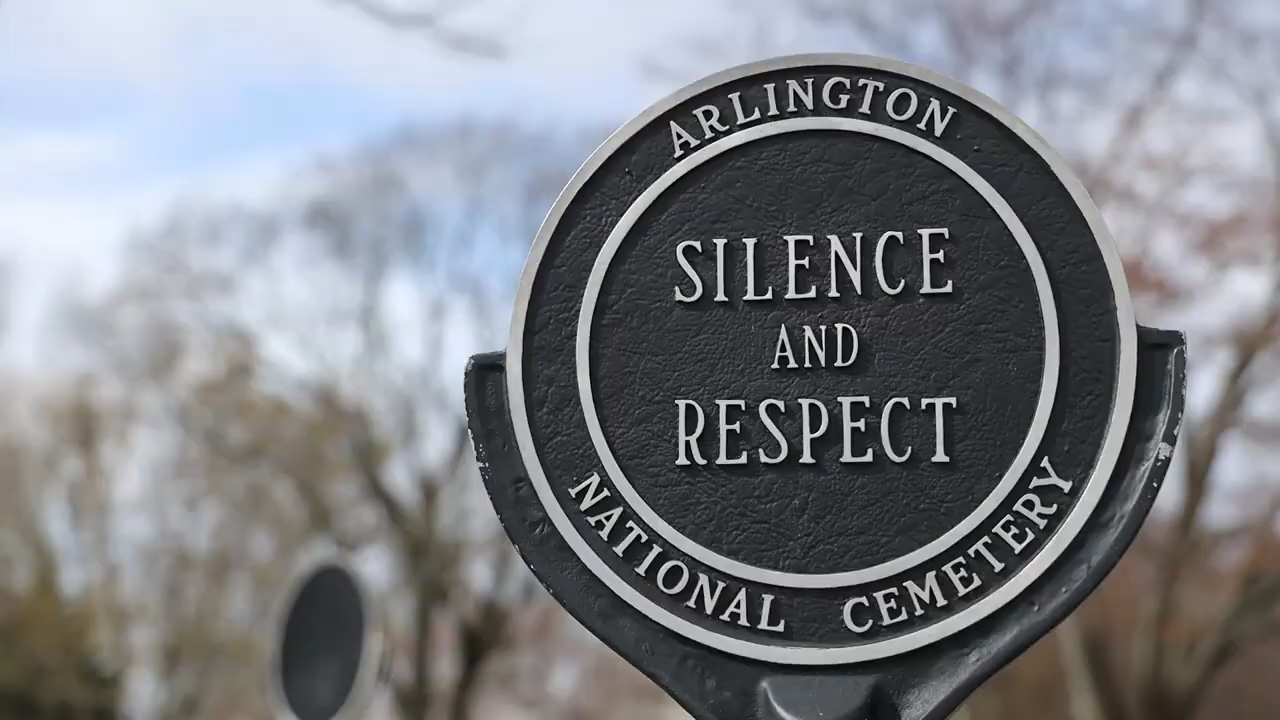 ARLINGTON
SILENCE
AND
RESPECT
NATIONAL CEMETERY